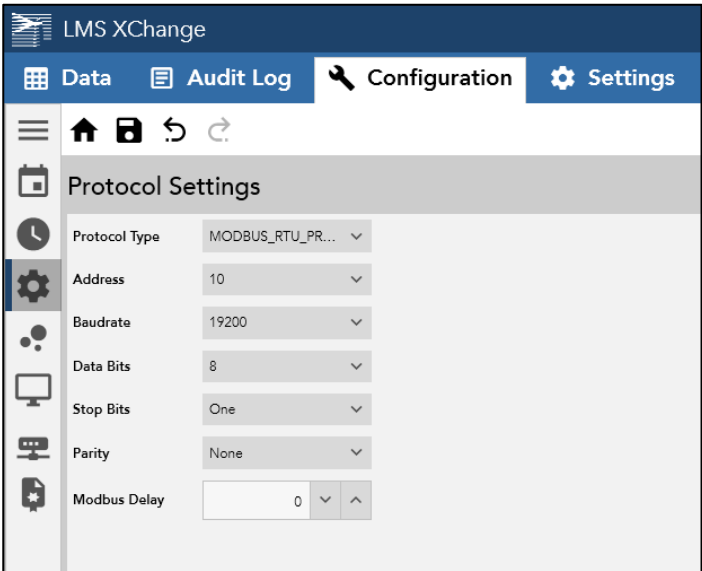 LMS XChange
Data Audit Log Configuration Settings
Protocol Settings
Protocol Type MODBUS_RTU_PR...
Address 10
Baudrate 19200
Data Bits 8
Stop Bits One
Parity None
Modbus Delay 0